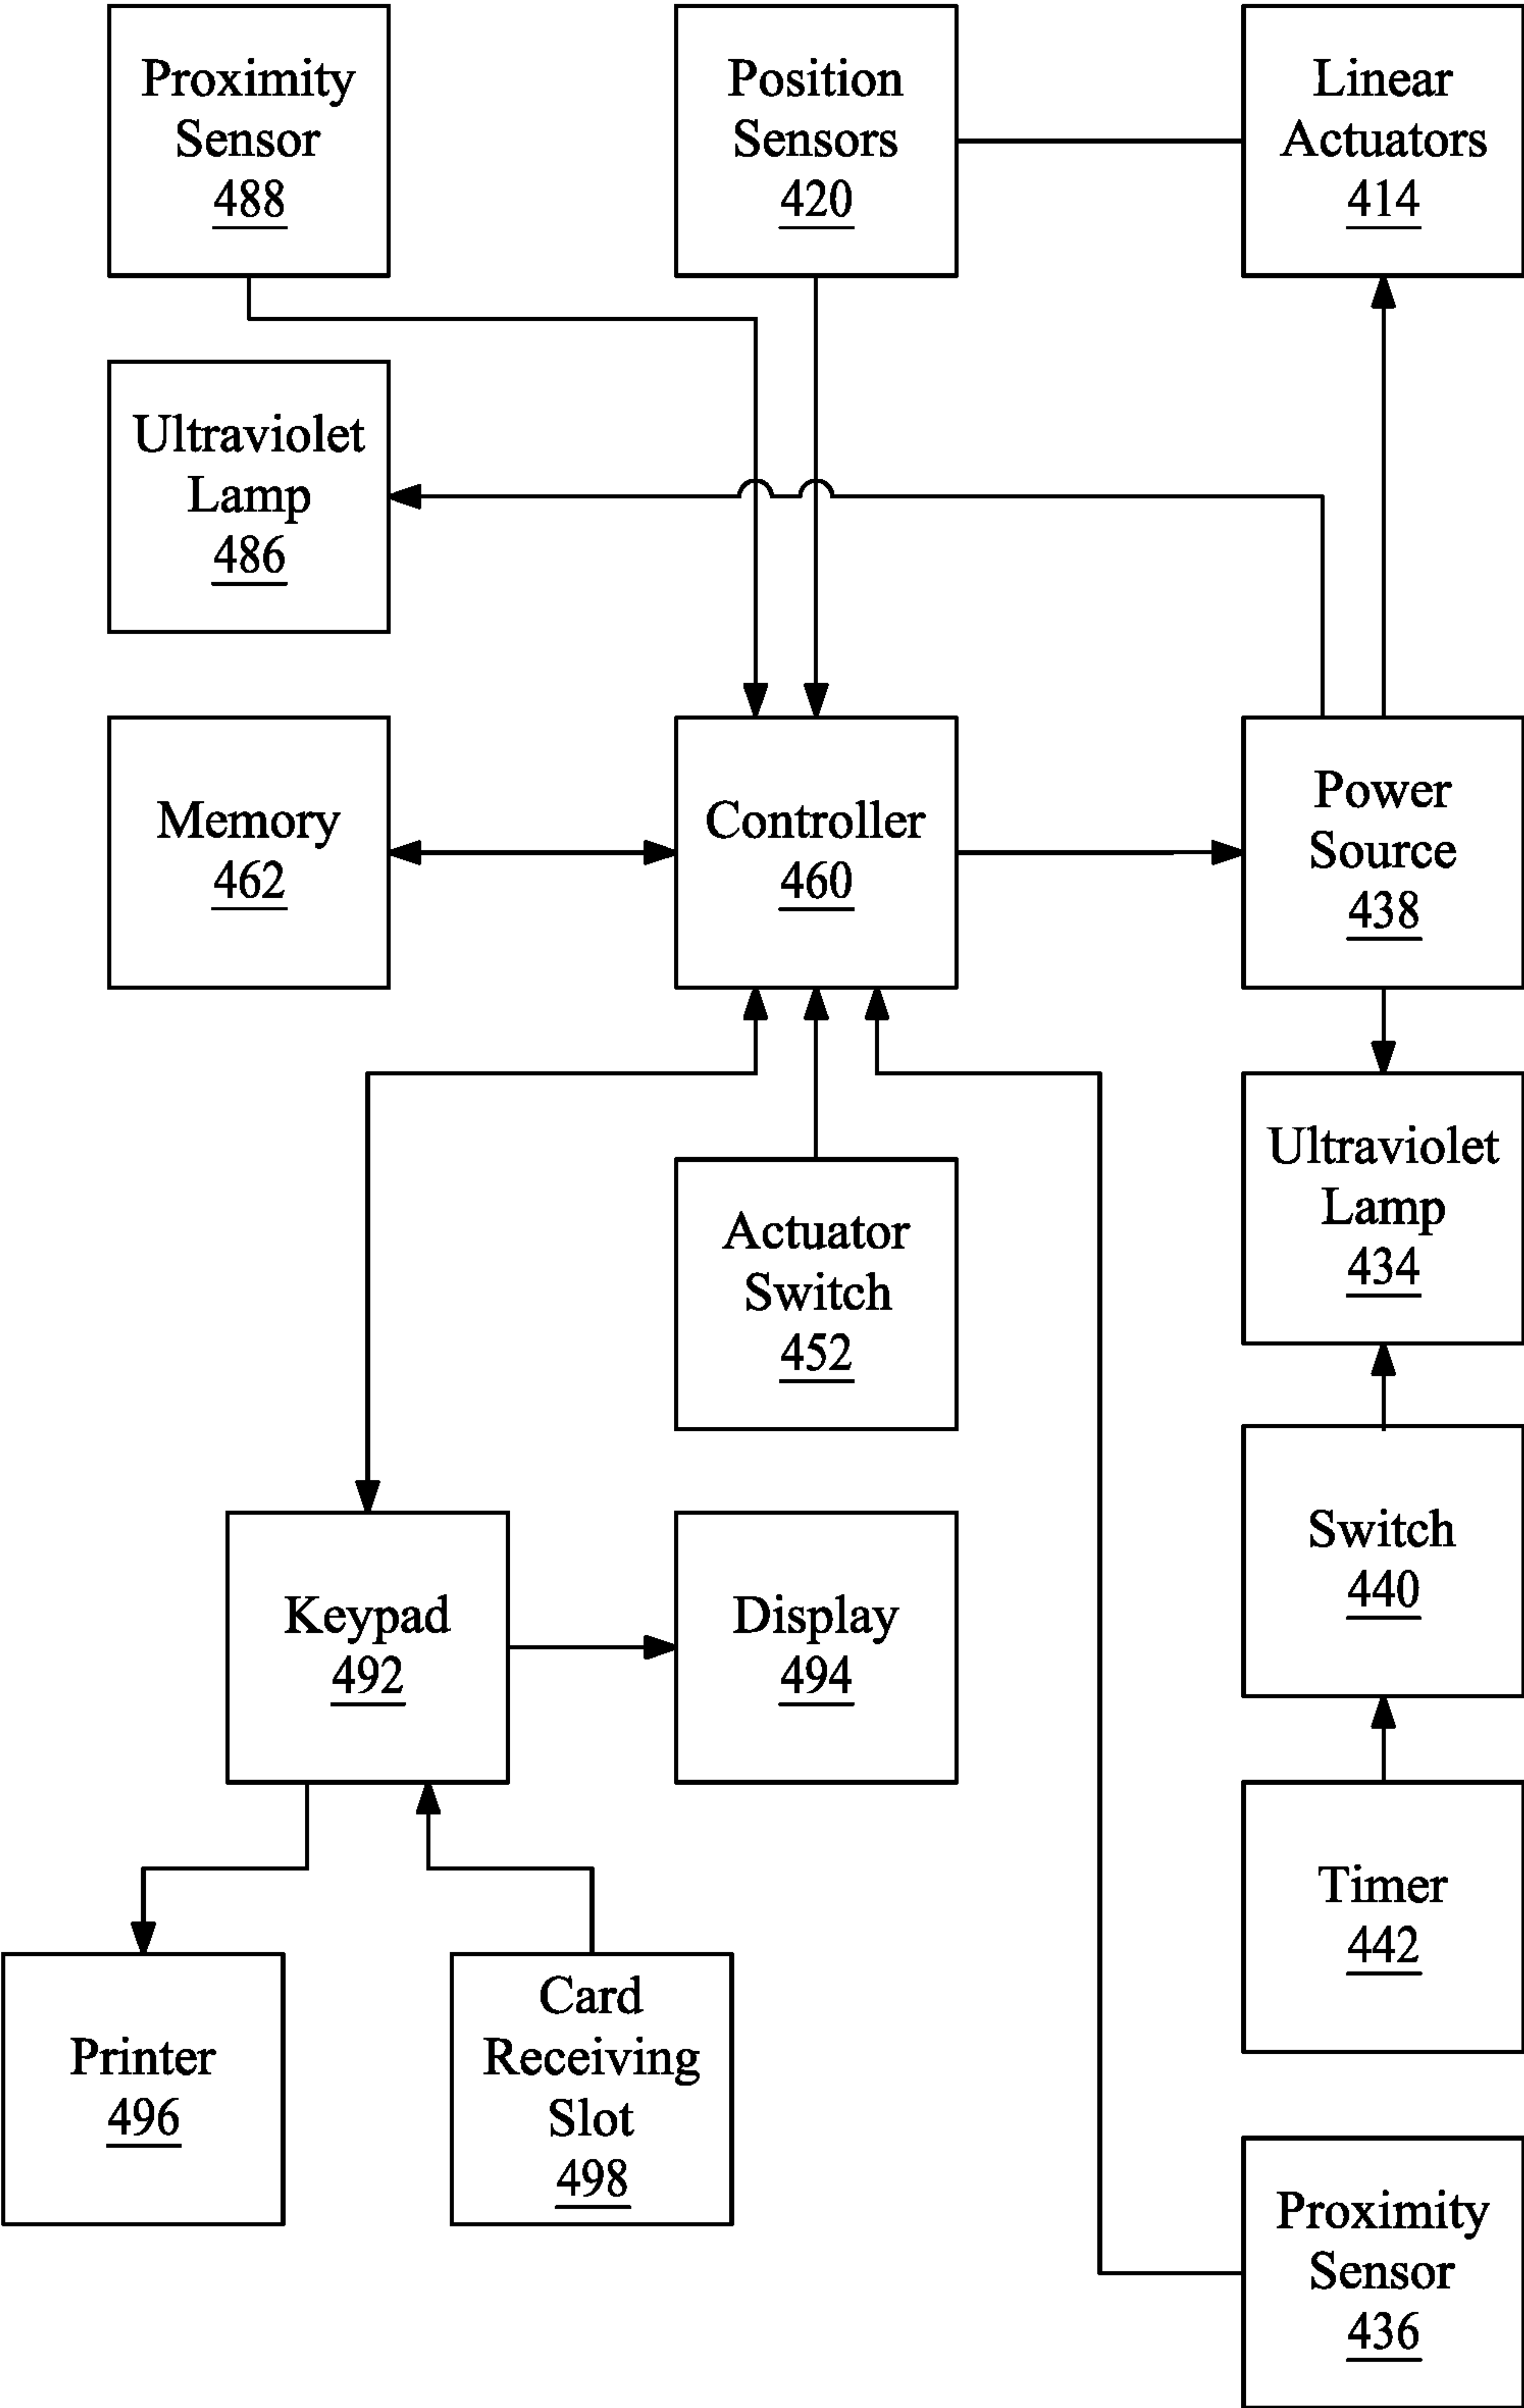 Proximity
Sensor
488
Position
Sensors
420
Linear
Actuators
414
Ultraviolet
Lamp
486
Memory
462
Controller
460
Power
Source
438
Actuator
Switch
452
Ultraviolet
Lamp
434
Keypad
492
Display
494
Switch
440
Timer
442
Printer
496
Card
Receiving
Slot
498
Proximity
Sensor
436